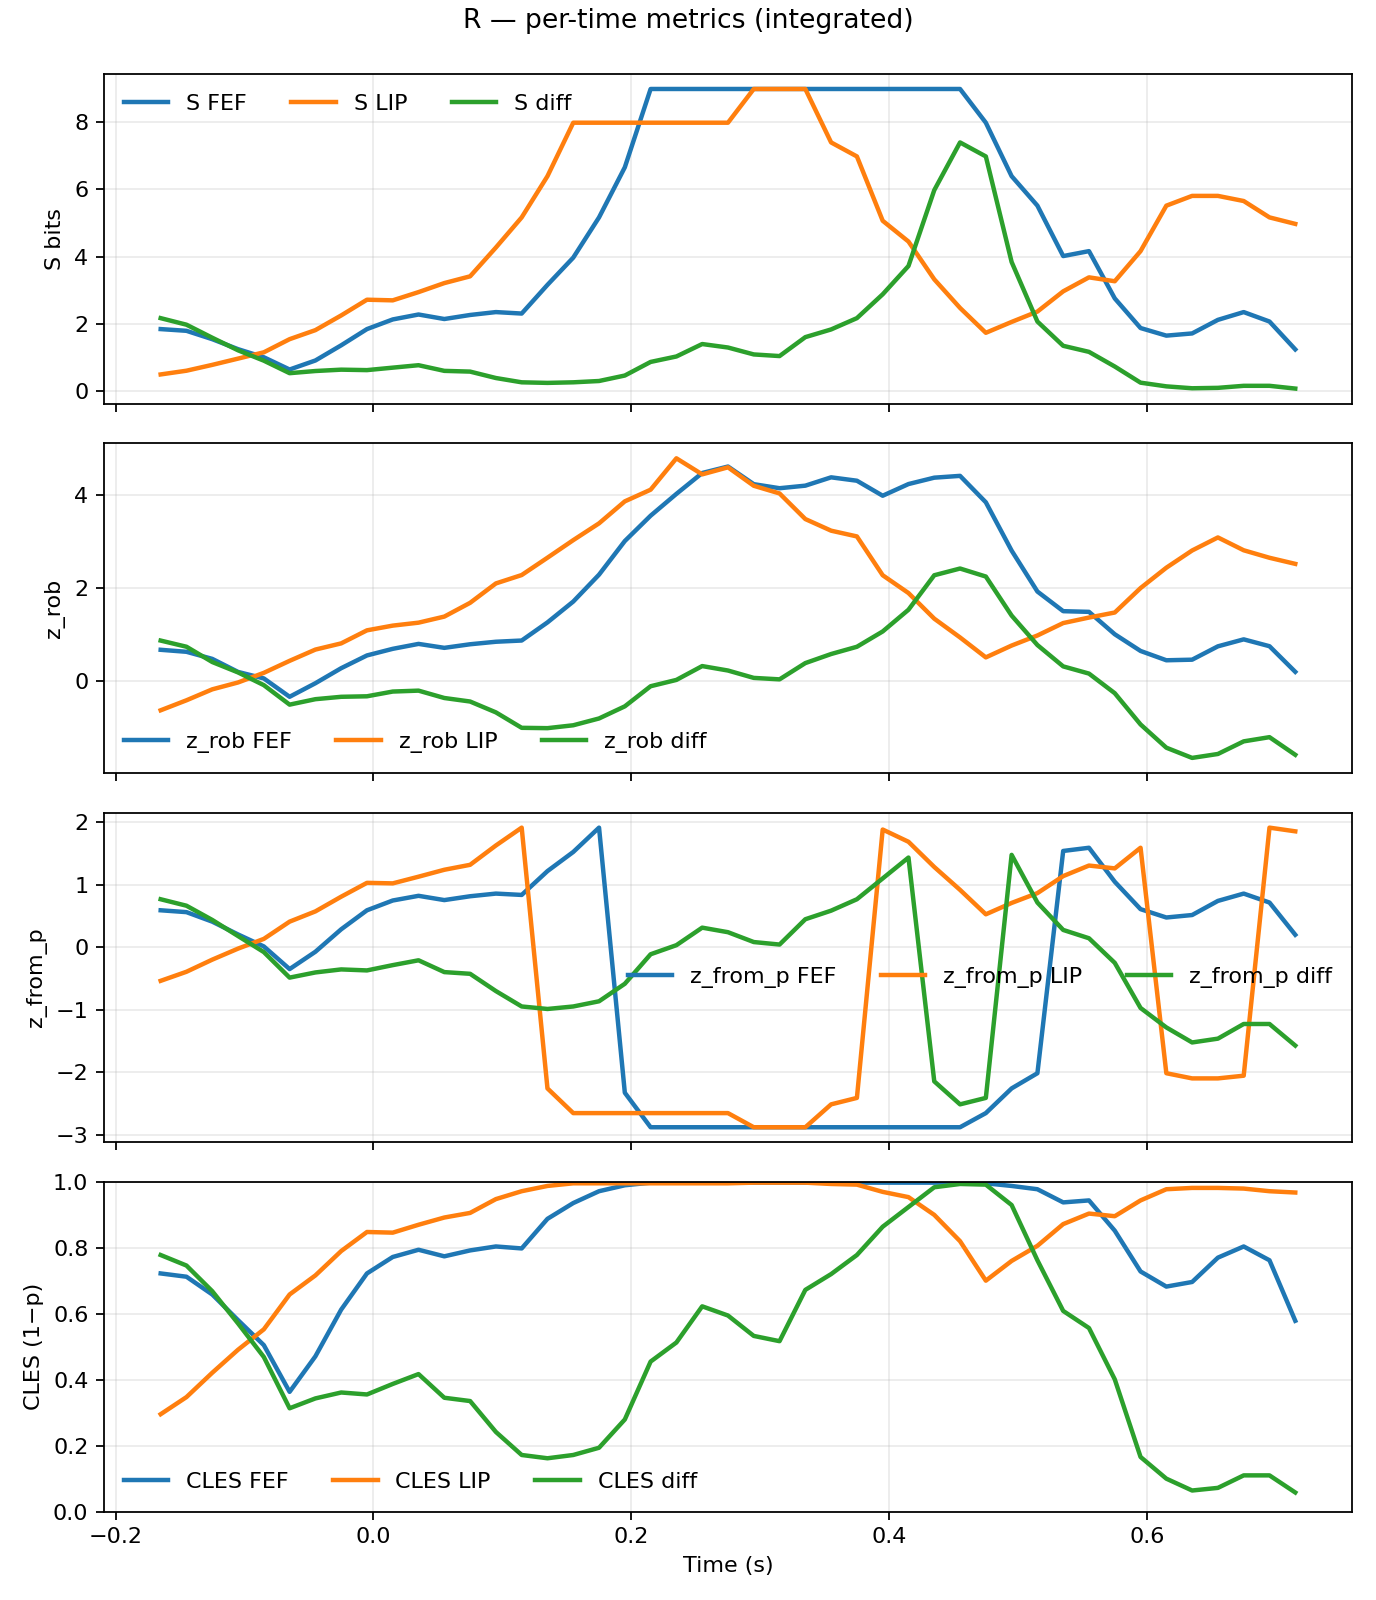 R — per-time metrics (integrated)
S FEF S LIP S diff
8
6
4
2
0
S bits
4
2
0
z_rob
z_rob FEF z_rob LIP z_rob diff
2
1
0
−1
−2
−3
z_from_p
z_from_p FEF z_from_p LIP z_from_p diff
1.0
0.8
0.6
0.4
0.2
0.0
CLES (1−p)
CLES FEF CLES LIP CLES diff
−0.2 0.0 0.2 0.4 0.6
Time (s)